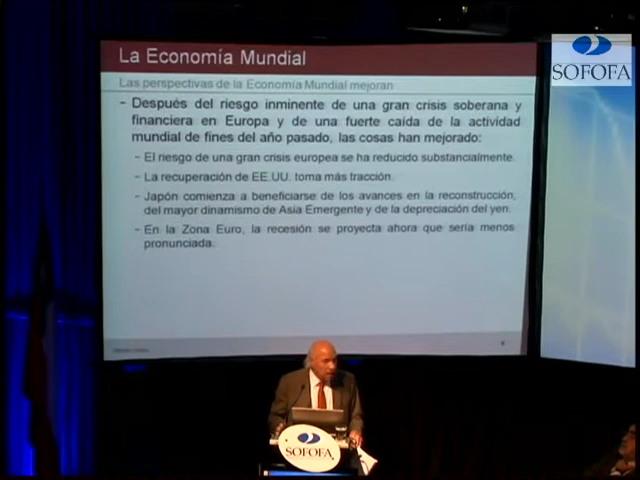 La Economía Mundial
SOFOFA
Las perspectivas de la Economía Mundial mejoran
- Después del riesgo inminente de una gran crisis soberana y
financiera en Europa y de una fuerte caída de la actividad
mundial de fines del año pasado, las cosas han mejorado:
- El riesgo de una gran crisis europea se ha reducido substancialmente.
- La recuperación de EE.UU. toma más tracción.
- Japón comienza a beneficiarse de los avances en la reconstrucción,
del mayor dinamismo de Asia Emergente y de la depreciación del yen.
- En la Zona Euro, la recesión se proyecta ahora que sería menos
pronunciada.
SOFOFA